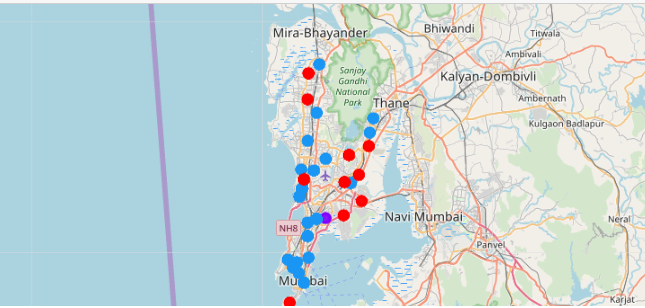 Mira-Bhayander
Bhiwandi
Titwala
Ambivali
Sanjay
Gandhi
National
Park
Kalyan-Dombivli
Thane
Ambernath
Kulgaon Badlapur
Navi Mumbai
NH8
Neral
Panvel
Mumbai
Karjat